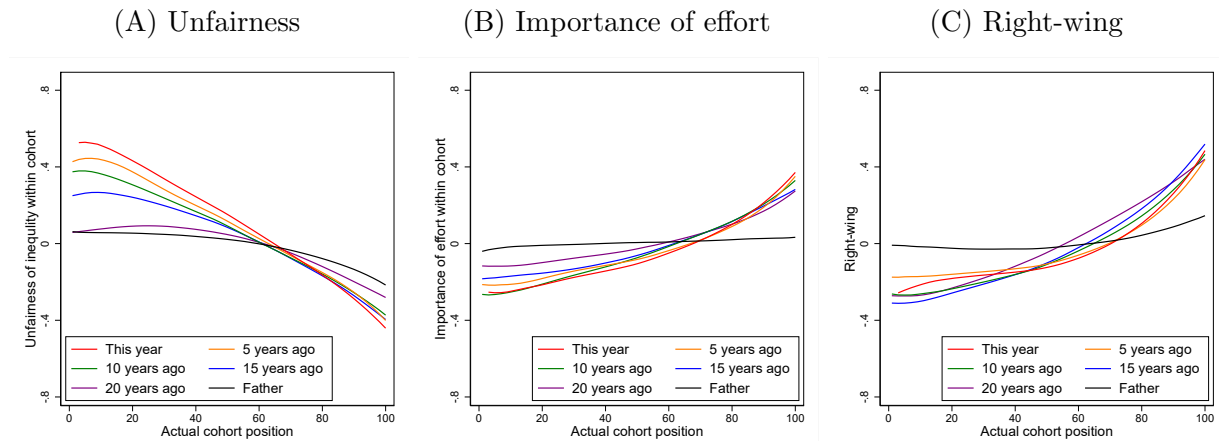 (A) Unfairness
Unfairness of inequity within cohort
.8
.4
0
-.4
-.8
This year
5 years ago
10 years ago
15 years ago
20 years ago
Father
0 20 40 60 80 100
Actual cohort position
(B) Importance of effort
Importance of effort within cohort
.8
.4
0
-.4
-.8
This year
5 years ago
10 years ago
15 years ago
20 years ago
Father
0 20 40 60 80 100
Actual cohort position
(C) Right-wing
Right-wing
.8
.4
0
-.4
-.8
This year
5 years ago
10 years ago
15 years ago
20 years ago
Father
0 20 40 60 80 100
Actual cohort position